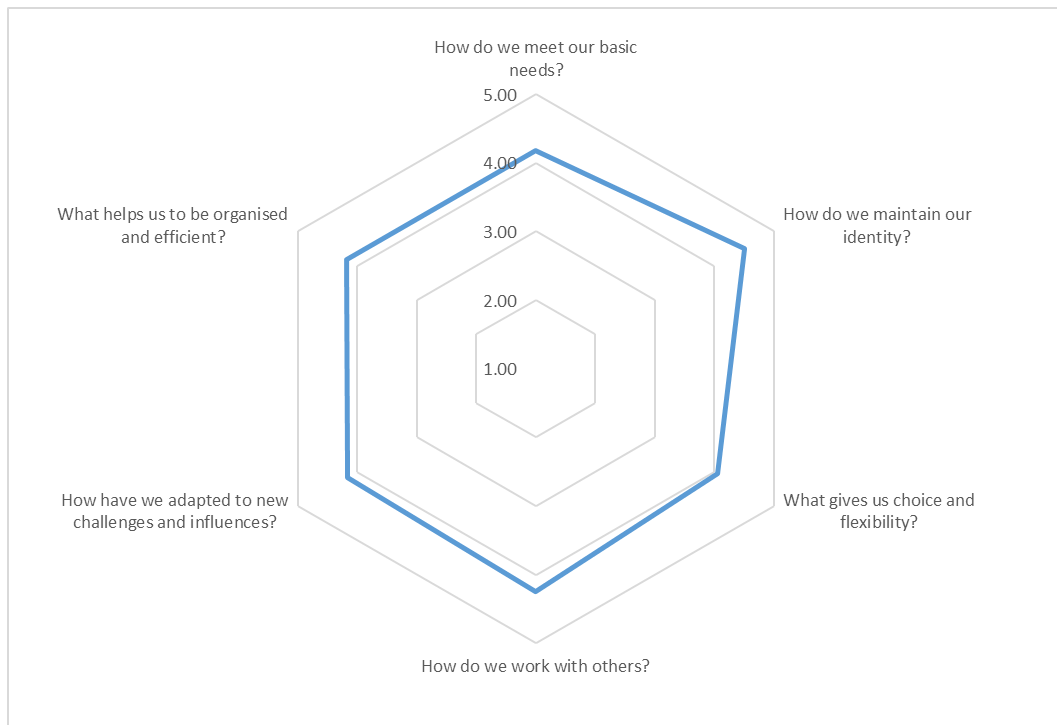 How do we meet our basic
needs?
5.00
4.00
3.00
2.00
1.00
How do we maintain our
identity?
What gives us choice and
flexibility?
How do we work with others?
How have we adapted to new
challenges and influences?
What helps us to be organised
and efficient?